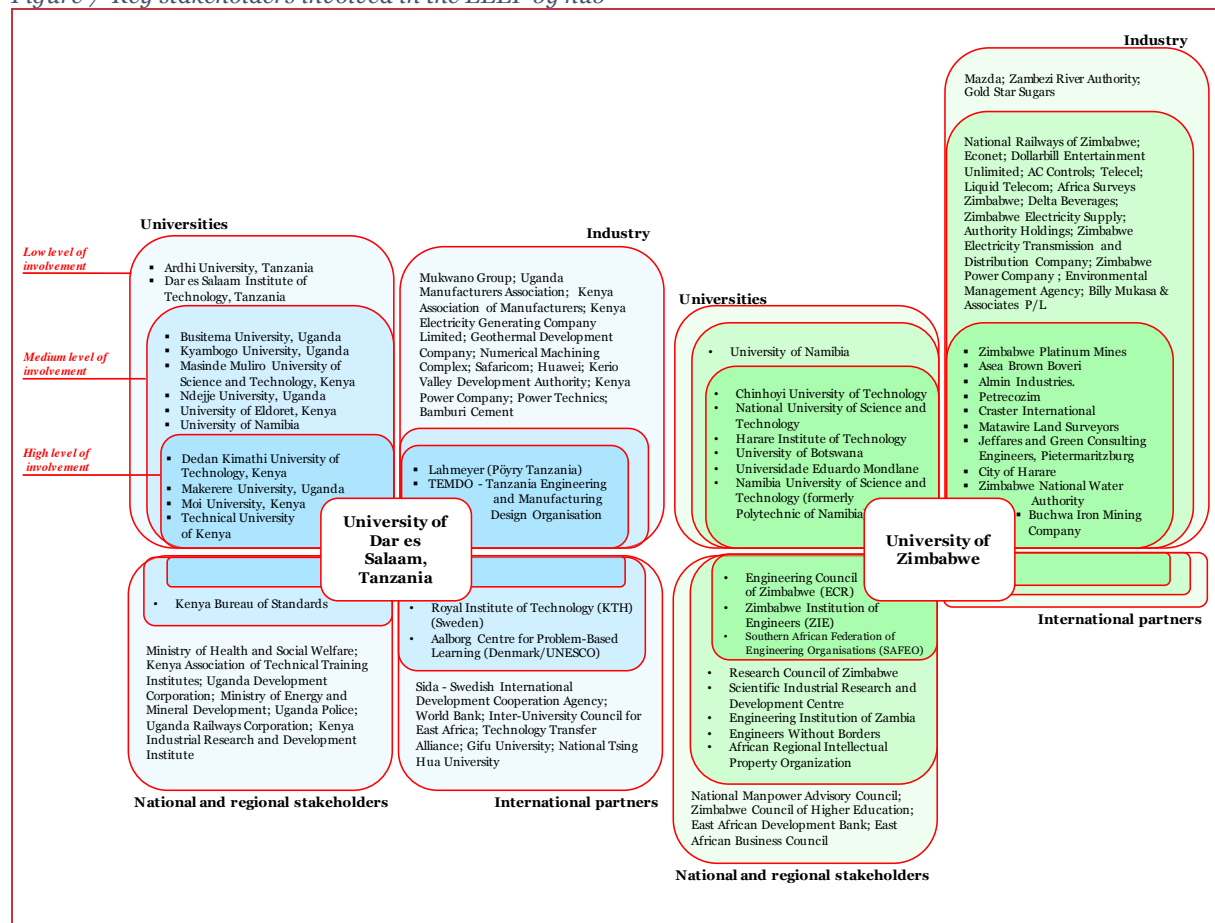 Figure 7 Key stakeholders involved in the EEEP by hub
Industry
Mazda; Zambezi River Authority;
Gold Star Sugars
National Railways of Zimbabwe;
Econet; Dollarbill Entertainment
Unlimited; AC Controls; Telecel;
Liquid Telecom; Africa Surveys
Zimbabwe; Delta Beverages;
Zimbabwe Electricity Supply;
Authority Holdings; Zimbabwe
Electricity Transmission and
Distribution Company; Zimbabwe
Power Company ; Environmental
Management Agency; Billy Mukasa &
Associates P/L
▪ Zimbabwe Platinum Mines
▪ Asea Brown Boveri
▪ Almin Industries.
▪ Petrecozim
▪ Craster International
▪ Matawire Land Surveyors
▪ Jeffares and Green Consulting
Engineers, Pietermaritzburg
▪ City of Harare
▪ Zimbabwe National Water
Authority
▪ Buchwa Iron Mining
Company
Universities
Low level of
involvement
▪ Ardhi University, Tanzania
▪ Dar es Salaam Institute of
Technology, Tanzania
Medium level of
involvement
▪ Busitema University, Uganda
▪ Kyambogo University, Uganda
▪ Masinde Muliro University of
Science and Technology, Kenya
▪ Ndejje University, Uganda
▪ University of Eldoret, Kenya
▪ University of Namibia
High level of
involvement
▪ Dedan Kimathi University of
Technology, Kenya
▪ Makerere University, Uganda
▪ Moi University, Kenya
▪ Technical University
of Kenya
Industry
Mukwano Group; Uganda
Manufacturers Association; Kenya
Association of Manufacturers; Kenya
Electricity Generating Company
Limited; Geothermal Development
Company; Numerical Machining
Complex; Safaricom; Huawei; Kerio
Valley Development Authority; Kenya
Power Company; Power Technics;
Bamburi Cement
▪ Lahmeyer (Pöyry Tanzania)
▪ TEMDO - Tanzania Engineering
and Manufacturing
Design Organisation
University of
Dar es
Salaam,
Tanzania
• Kenya Bureau of Standards
Ministry of Health and Social Welfare;
Kenya Association of Technical Training
Institutes; Uganda Development
Corporation; Ministry of Energy and
Mineral Development; Uganda Police;
Uganda Railways Corporation; Kenya
Industrial Research and Development
Institute
National and regional stakeholders
• Royal Institute of Technology (KTH)
(Sweden)
• Aalborg Centre for Problem-Based
Learning (Denmark/UNESCO)
Sida - Swedish International
Development Cooperation Agency;
World Bank; Inter-University Council for
East Africa; Technology Transfer
Alliance; Gifu University; National Tsing
Hua University
International partners
Universities
• University of Namibia
• Chinhoyi University of Technology
• National University of Science and
Technology
• Harare Institute of Technology
• University of Botswana
• Universidade Eduardo Mondlane
• Namibia University of Science and
Technology (formerly
Polytechnic of Namibia
University of
Zimbabwe
• Engineering Council
of Zimbabwe (ECR)
• Zimbabwe Institution of
Engineers (ZIE)
• Southern African Federation of
Engineering Organisations (SAFEO)
• Research Council of Zimbabwe
• Scientific Industrial Research and
Development Centre
• Engineering Institution of Zambia
• Engineers Without Borders
• African Regional Intellectual
Property Organization
National Manpower Advisory Council;
Zimbabwe Council of Higher Education;
East African Development Bank; East
African Business Council
National and regional stakeholders
International partners